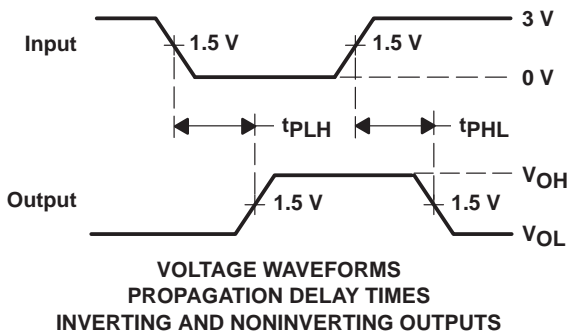 3 V
Input
1.5 V
1.5 V
0 V
tPLH
tPHL
VOH
Output
1.5 V
1.5 V
VOL
VOLTAGE WAVEFORMS
PROPAGATION DELAY TIMES
INVERTING AND NONINVERTING OUTPUTS